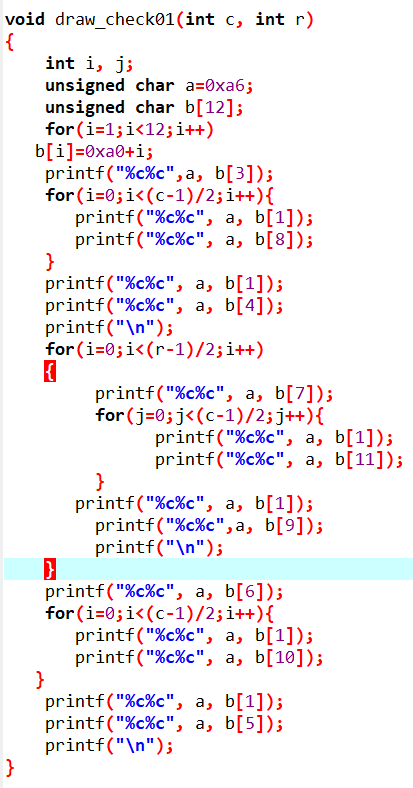 void draw_check01(int c, int r)
{
    int i, j;
    unsigned char a=0xa6;
    unsigned char b[12];
    for(i=1;i<12;i++)
   b[i]=0xa0+i;
    printf("%c%c",a, b[3]);
    for(i=0;i<(c-1)/2;i++){
       printf("%c%c", a, b[1]);
       printf("%c%c", a, b[8]);
    }
    printf("%c%c", a, b[1]);
    printf("%c%c", a, b[4]);
    printf("\n");
    for(i=0;i<(r-1)/2;i++)
    {
         printf("%c%c", a, b[7]);
         for(j=0;j<(c-1)/2;j++){
               printf("%c%c", a, b[1]);
               printf("%c%c", a, b[11]);
         }
       printf("%c%c", a, b[1]);
         printf("%c%c",a, b[9]);
         printf("\n");
    }
    printf("%c%c", a, b[6]);
    for(i=0;i<(c-1)/2;i++){
       printf("%c%c", a, b[1]);
       printf("%c%c", a, b[10]);
   }
    printf("%c%c", a, b[1]);
    printf("%c%c", a, b[5]);
    printf("\n");
}